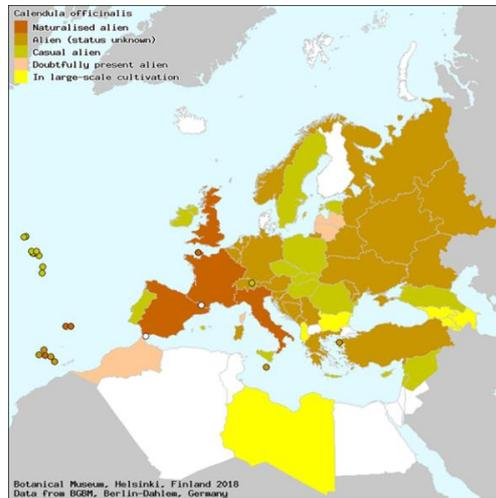 Calendula officinalis
Naturalised alien
Alien (status unknown)
Casual alien
Doubtfully present alien
In large-scale cultivation
Botanical Museum, Helsinki, Finland 2018
Data from BGBM, Berlin-Dahlem, Germany